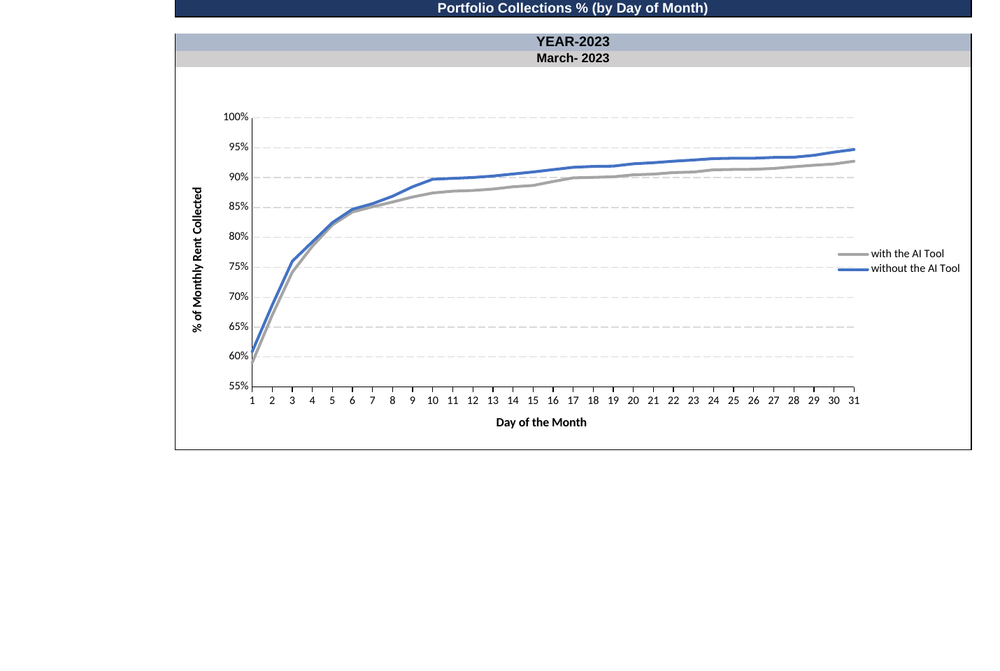 Portfolio Collections % (by Day of Month)
YEAR-2023
March- 2023
100%
95%
90%
85%
80%
75%
70%
65%
60%
55%
% of Monthly Rent Collected
1 2 3 4 5 6 7 8 9 10 11 12 13 14 15 16 17 18 19 20 21 22 23 24 25 26 27 28 29 30 31
Day of the Month
with the AI Tool
without the AI Tool